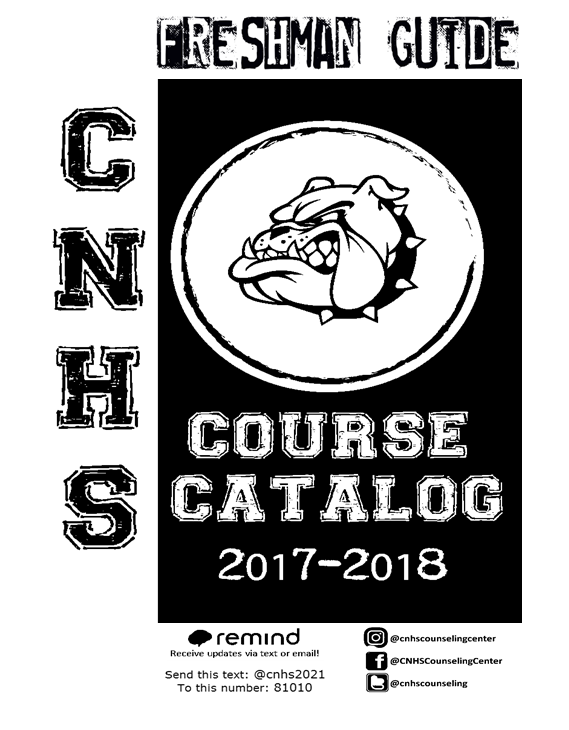 FRESHMAN GUIDE
CNHS
COURSE
CATALOG
2017-2018
remind
Receive updates via text or email!
Send this text: @cnhs2021
To this number: 81010
@cnhscounselingcenter
@CNHSCounselingCenter
@cnhscounseling